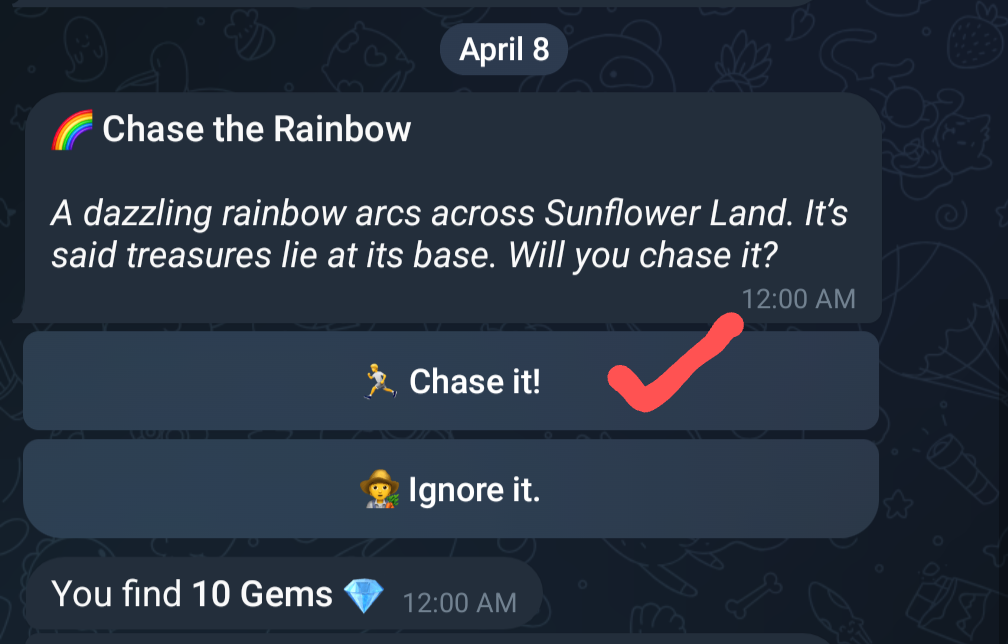 April 8
🌈 Chase the Rainbow
A dazzling rainbow arcs across Sunflower Land. It’s
said treasures lie at its base. Will you chase it?
12:00 AM
🏃 Chase it!
🧑‍🌾 Ignore it.
You find 10 Gems 💎 12:00 AM